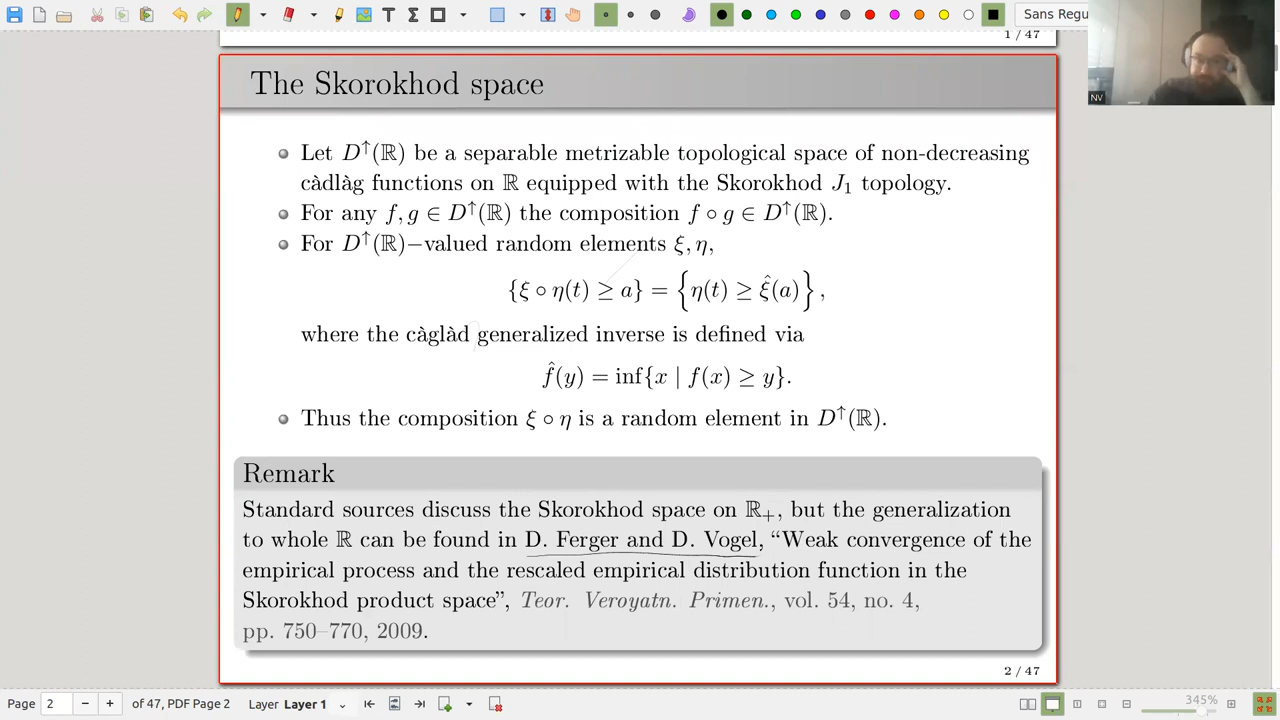 Sans Regu
1 / 47
NV
The Skorokhod space
Let D↑(ℝ) be a separable metrizable topological space of non-decreasing
càdlàg functions on ℝ equipped with the Skorokhod J₁ topology.
For any f, g ∈ D↑(ℝ) the composition f ∘ g ∈ D↑(ℝ).
For D↑(ℝ)−valued random elements ξ, η,
{ξ ∘ η(t) ≥ a} = {η(t) ≥ ξ̂(a)},
where the càglàd generalized inverse is defined via
f̂(y) = inf{x | f(x) ≥ y}.
Thus the composition ξ ∘ η is a random element in D↑(ℝ).
Remark
Standard sources discuss the Skorokhod space on ℝ₊, but the generalization
to whole ℝ can be found in D. Ferger and D. Vogel, “Weak convergence of the
empirical process and the rescaled empirical distribution function in the
Skorokhod product space”, Teor. Veroyatn. Primen., vol. 54, no. 4,
pp. 750–770, 2009.
2 / 47
Page 2 − + of 47, PDF Page 2 Layer Layer 1 345%